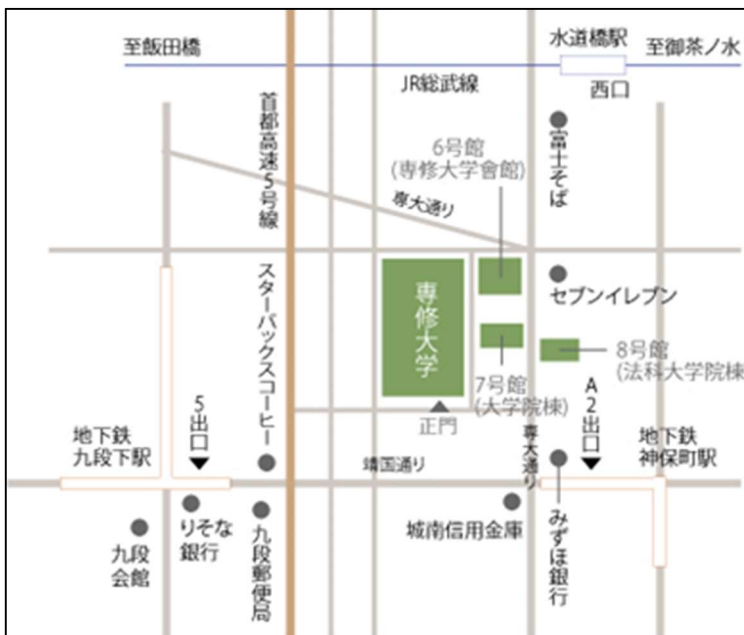 至飯田橋
水道橋駅
至御茶ノ水
JR総武線
西口
首都高速5号線
6号館
(専修大学會館)
富士そば
専大通り
スターバックスコーヒー
専修大学
セブンイレブン
8号館
(法科大学院棟)
7号館
(大学院棟)
正門
A2出口
5出口
地下鉄
九段下駅
靖国通り
専大通り
地下鉄
神保町駅
りそな
銀行
九段
会館
九段郵便局
城南信用金庫
みずほ銀行